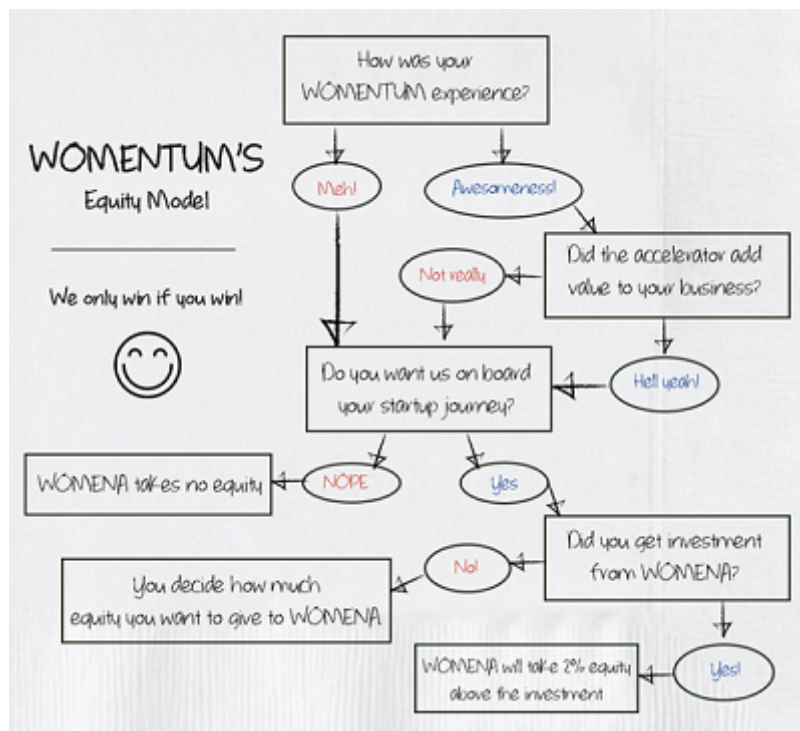 How was your
WOMENTUM experience?
WOMENTUM'S
Equity Model
We only win if you win!
Meh!
Awesomeness!
Did the accelerator add
value to your business?
Not really
Hell yeah!
Do you want us on board
your startup journey?
NOPE
Yes
WOMENA takes no equity
Did you get investment
from WOMENA?
No!
You decide how much
equity you want to give to WOMENA
Yes!
WOMENA will take 2% equity
above the investment